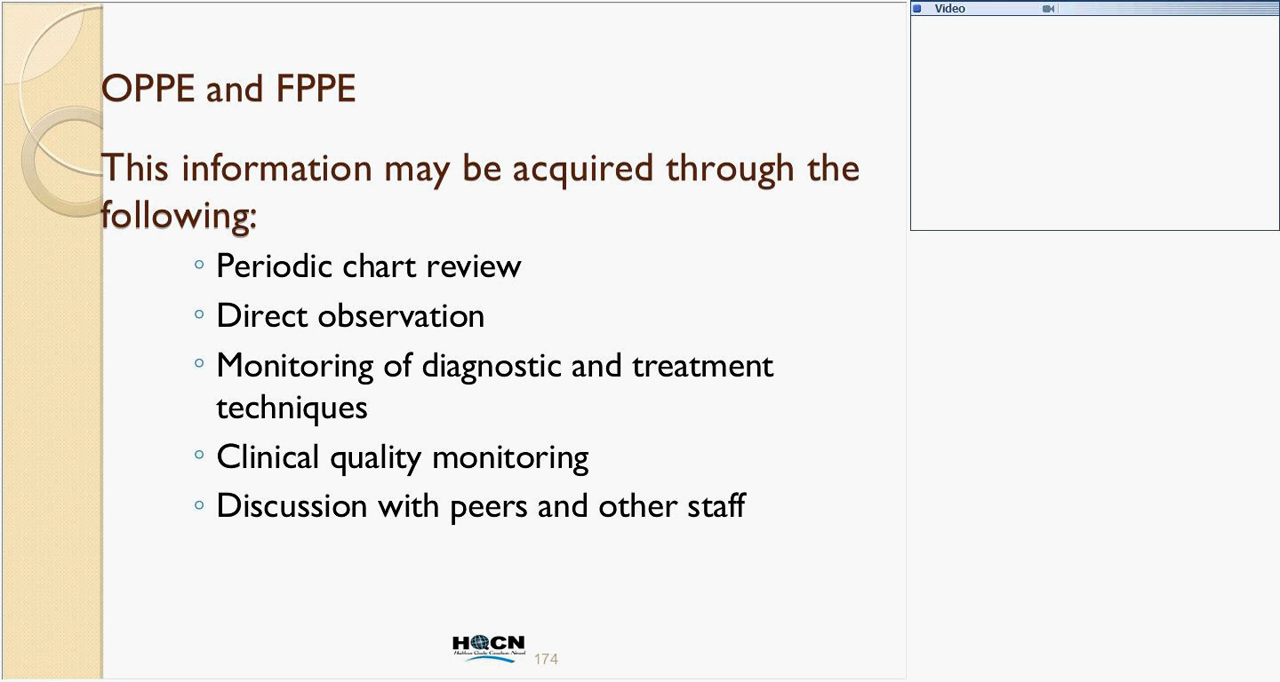 Video
OPPE and FPPE
This information may be acquired through the
following:
Periodic chart review
Direct observation
Monitoring of diagnostic and treatment
techniques
Clinical quality monitoring
Discussion with peers and other staff
HQCN
174